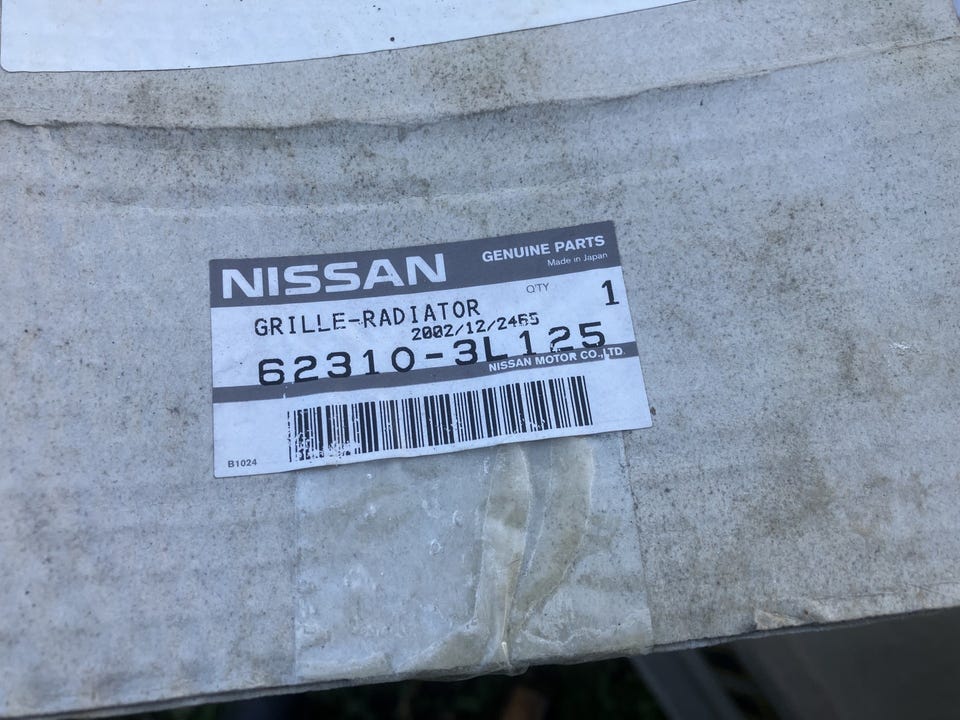 NISSAN
GENUINE PARTS
Made in Japan
Q'TY 1
GRILLE-RADIATOR
2002/12/2465
62310-3L125
NISSAN MOTOR CO.,LTD.
B1024